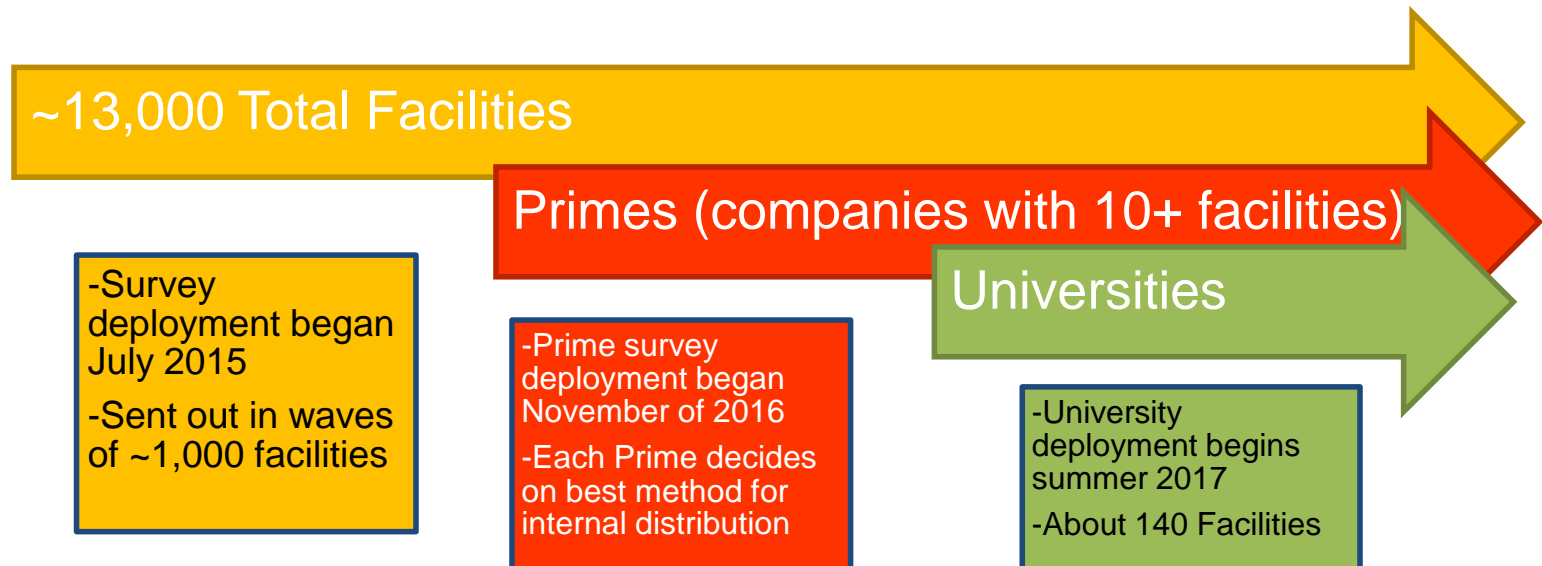 ~13,000 Total Facilities
Primes (companies with 10+ facilities)
Universities
-Survey
deployment began
July 2015
-Sent out in waves
of ~1,000 facilities
-Prime survey
deployment began
November of 2016
-Each Prime decides
on best method for
internal distribution
-University
deployment begins
summer 2017
-About 140 Facilities